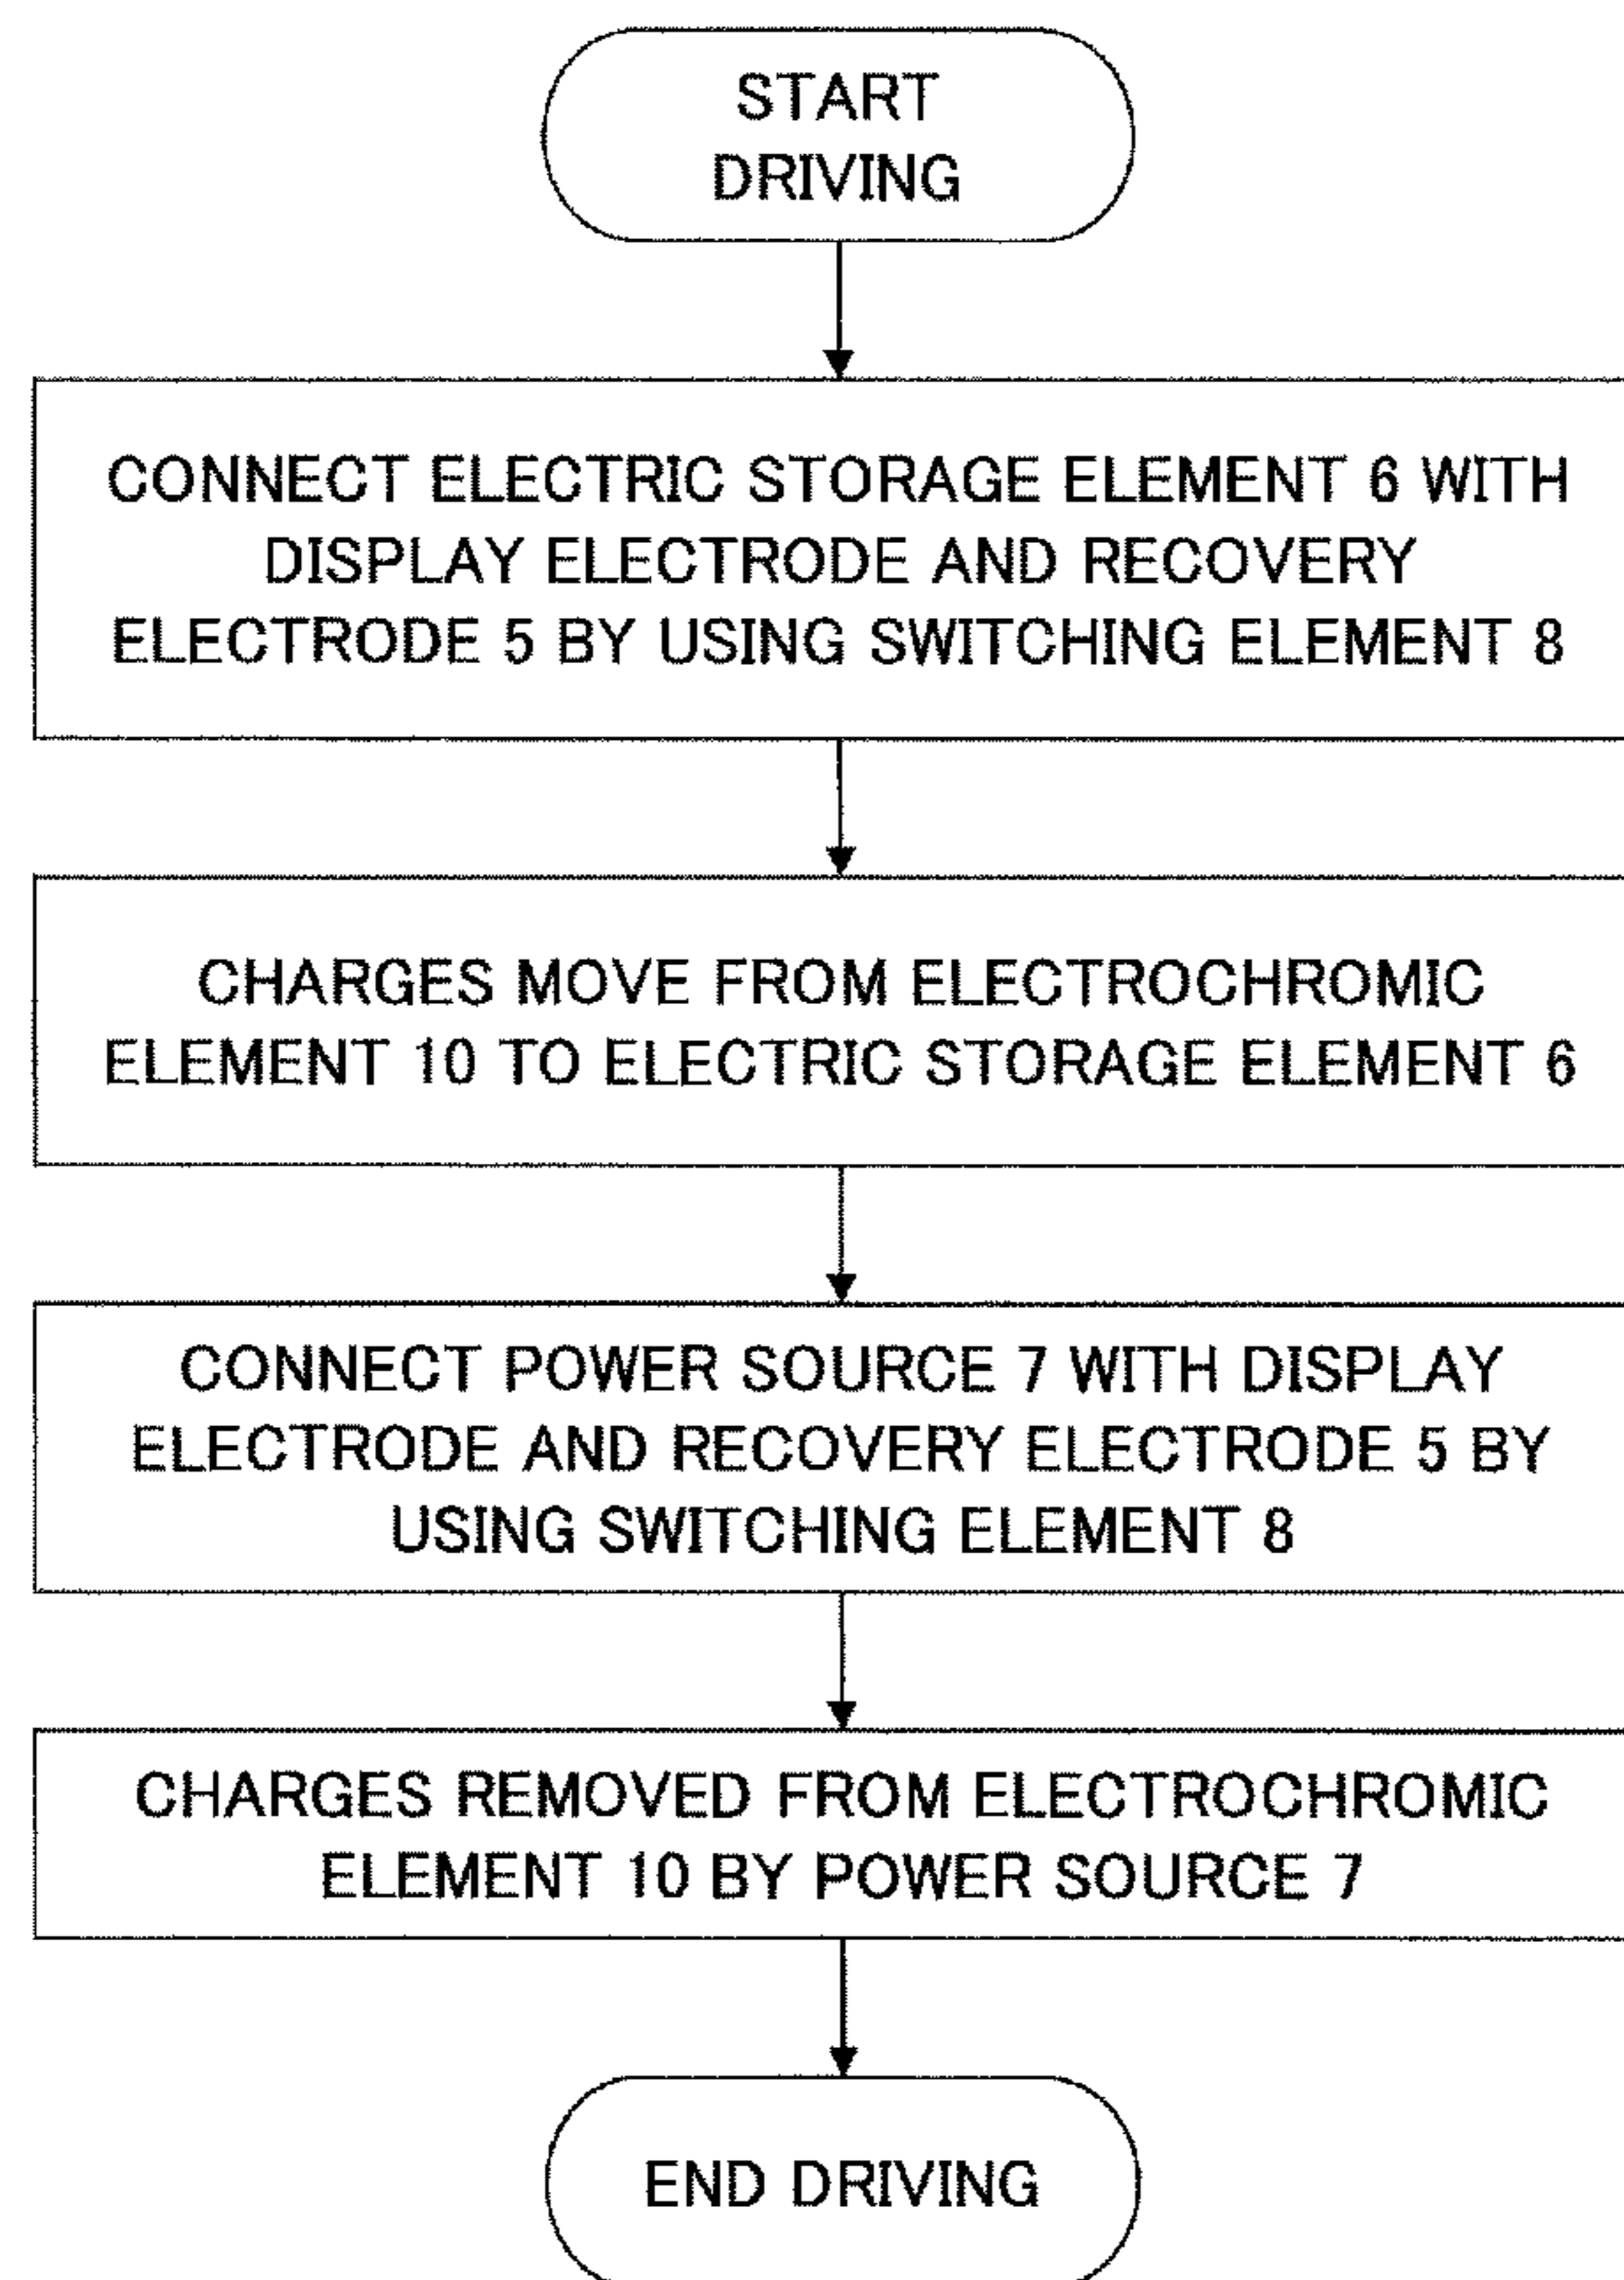 START
DRIVING
CONNECT ELECTRIC STORAGE ELEMENT 6 WITH
DISPLAY ELECTRODE AND RECOVERY
ELECTRODE 5 BY USING SWITCHING ELEMENT 8
CHARGES MOVE FROM ELECTROCHROMIC
ELEMENT 10 TO ELECTRIC STORAGE ELEMENT 6
CONNECT POWER SOURCE 7 WITH DISPLAY
ELECTRODE AND RECOVERY ELECTRODE 5 BY
USING SWITCHING ELEMENT 8
CHARGES REMOVED FROM ELECTROCHROMIC
ELEMENT 10 BY POWER SOURCE 7
END DRIVING